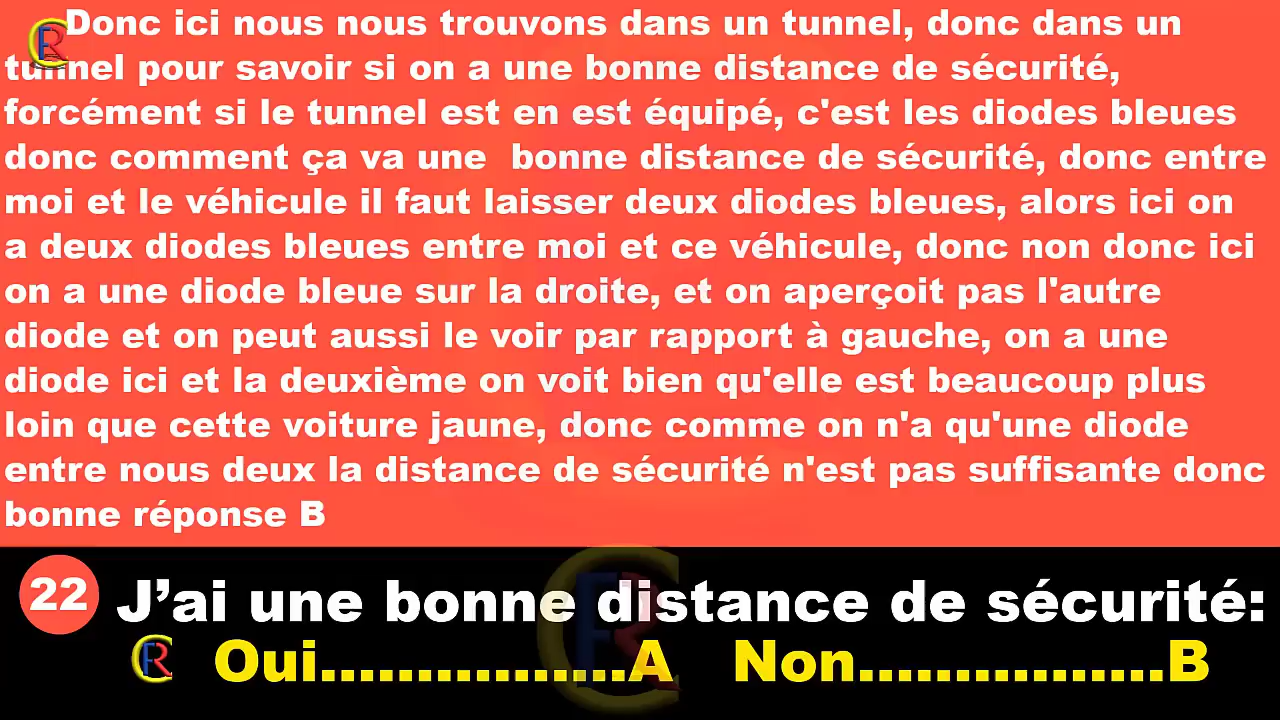 Donc ici nous nous trouvons dans un tunnel, donc dans un
tunnel pour savoir si on a une bonne distance de sécurité,
forcément si le tunnel est en est équipé, c'est les diodes bleues
donc comment ça va une  bonne distance de sécurité, donc entre
moi et le véhicule il faut laisser deux diodes bleues, alors ici on
a deux diodes bleues entre moi et ce véhicule, donc non donc ici
on a une diode bleue sur la droite, et on aperçoit pas l'autre
diode et on peut aussi le voir par rapport à gauche, on a une
diode ici et la deuxième on voit bien qu'elle est beaucoup plus
loin que cette voiture jaune, donc comme on n'a qu'une diode
entre nous deux la distance de sécurité n'est pas suffisante donc
bonne réponse B
22 J’ai une bonne distance de sécurité:
CFR Oui................A Non................B